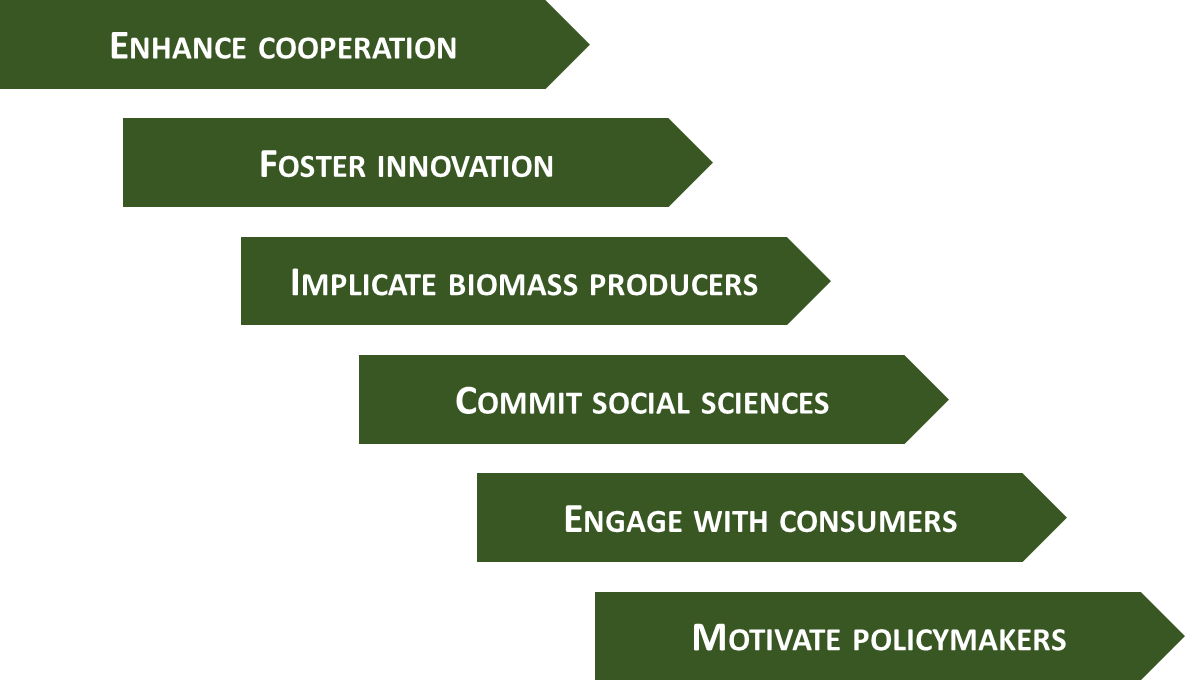 Enhance cooperation
Foster innovation
Implicate biomass producers
Commit social sciences
Engage with consumers
Motivate policymakers